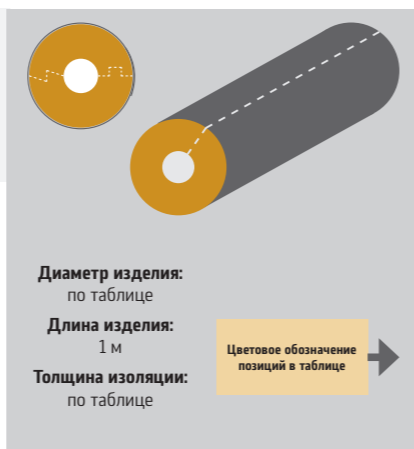 Диаметр изделия:
по таблице
Длина изделия:
1 м
Толщина изоляции:
по таблице
Цветовое обозначение
позиций в таблице